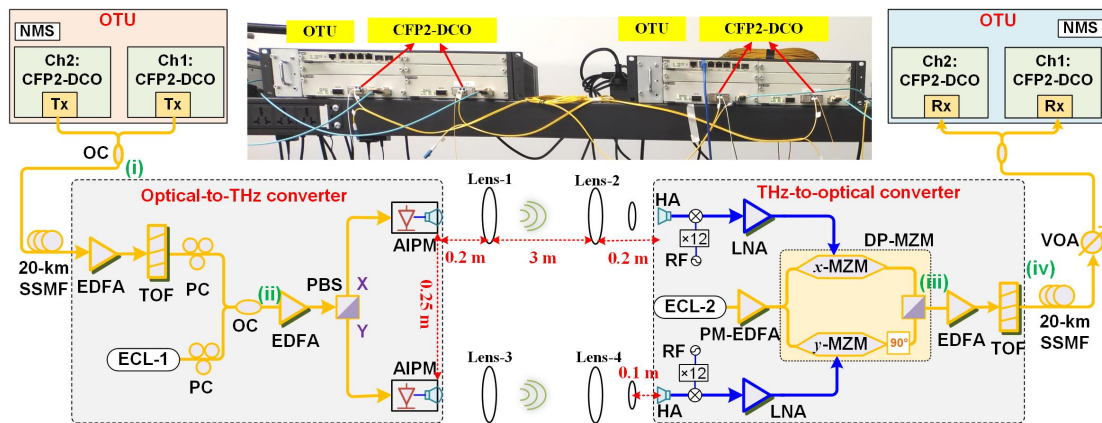 OTU
NMS
Ch2:
CFP2-DCO
Tx
Ch1:
CFP2-DCO
Tx
OC
(i)
OTU
CFP2-DCO
OTU
CFP2-DCO
OTU
NMS
Ch2:
CFP2-DCO
Rx
Ch1:
CFP2-DCO
Rx
Optical-to-THz converter
20-km
SSMF
EDFA
TOF
PC
ECL-1
PC
OC
(ii)
EDFA
PBS
X
Y
AIPM
AIPM
0.2 m
3 m
0.2 m
0.25 m
Lens-1
Lens-2
Lens-3
Lens-4
0.1 m
THz-to-optical converter
HA
×12
RF
LNA
DP-MZM
x-MZM
ECL-2
PM-EDFA
y-MZM
90°
RF
×12
HA
LNA
(iii)
EDFA
TOF
(iv)
20-km
SSMF
VOA